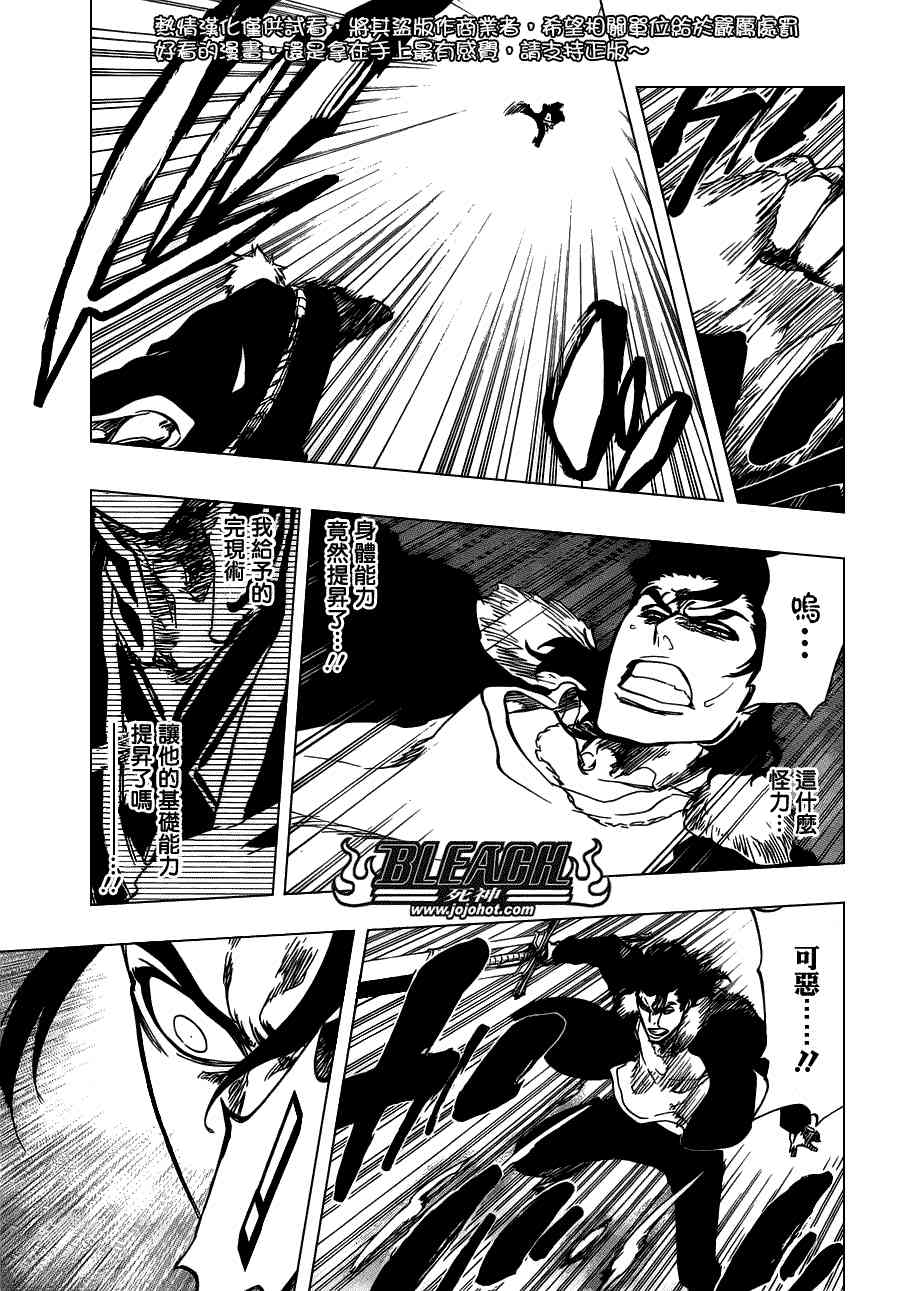 熱情漢化僅供試看，將其盜版作商業者，希望相關單位給於嚴厲處罰
好看的漫畫，還是拿在手上最有感覺，請支持正版～
嗚…
這什麼
怪力…
身體能力
竟然提昇了…!!
我給予的
完現術
讓他的基礎能力
提昇了嗎
——…!!
BLEACH
死神
www.jojohot.com
可惡……!!